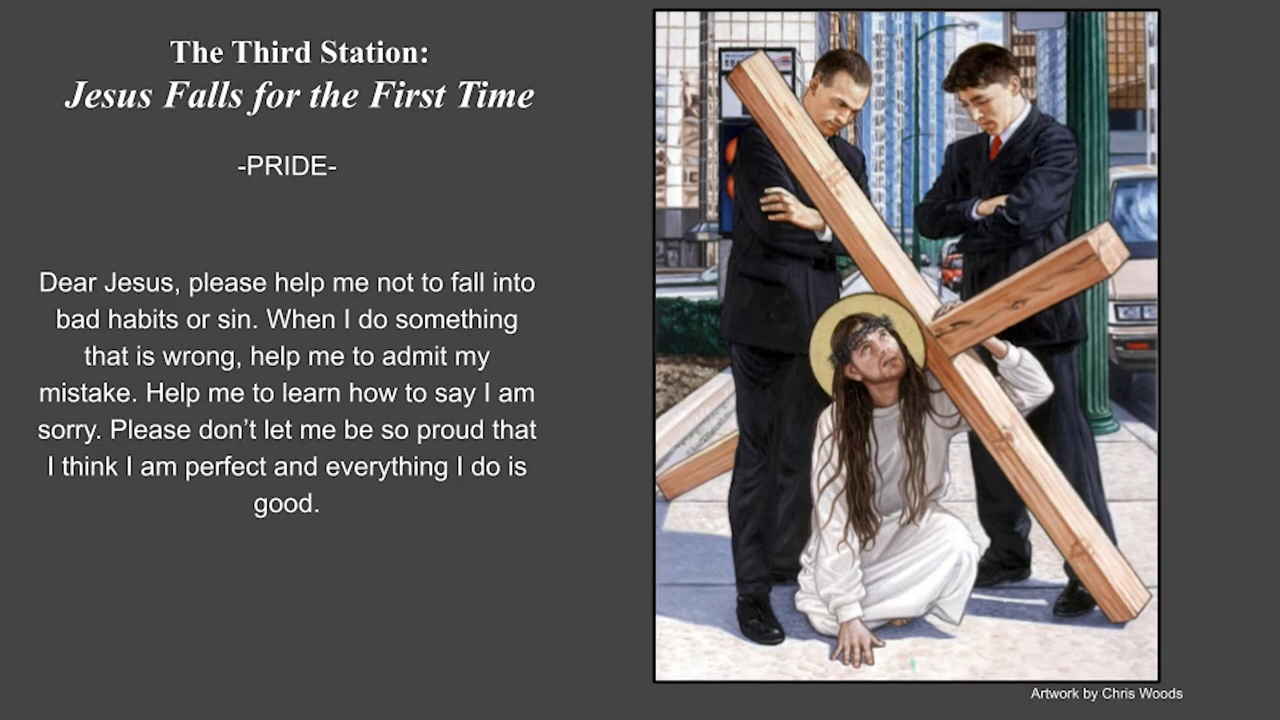 The Third Station:
Jesus Falls for the First Time
-PRIDE-
Dear Jesus, please help me not to fall into
bad habits or sin. When I do something
that is wrong, help me to admit my
mistake. Help me to learn how to say I am
sorry. Please don’t let me be so proud that
I think I am perfect and everything I do is
good.
Artwork by Chris Woods